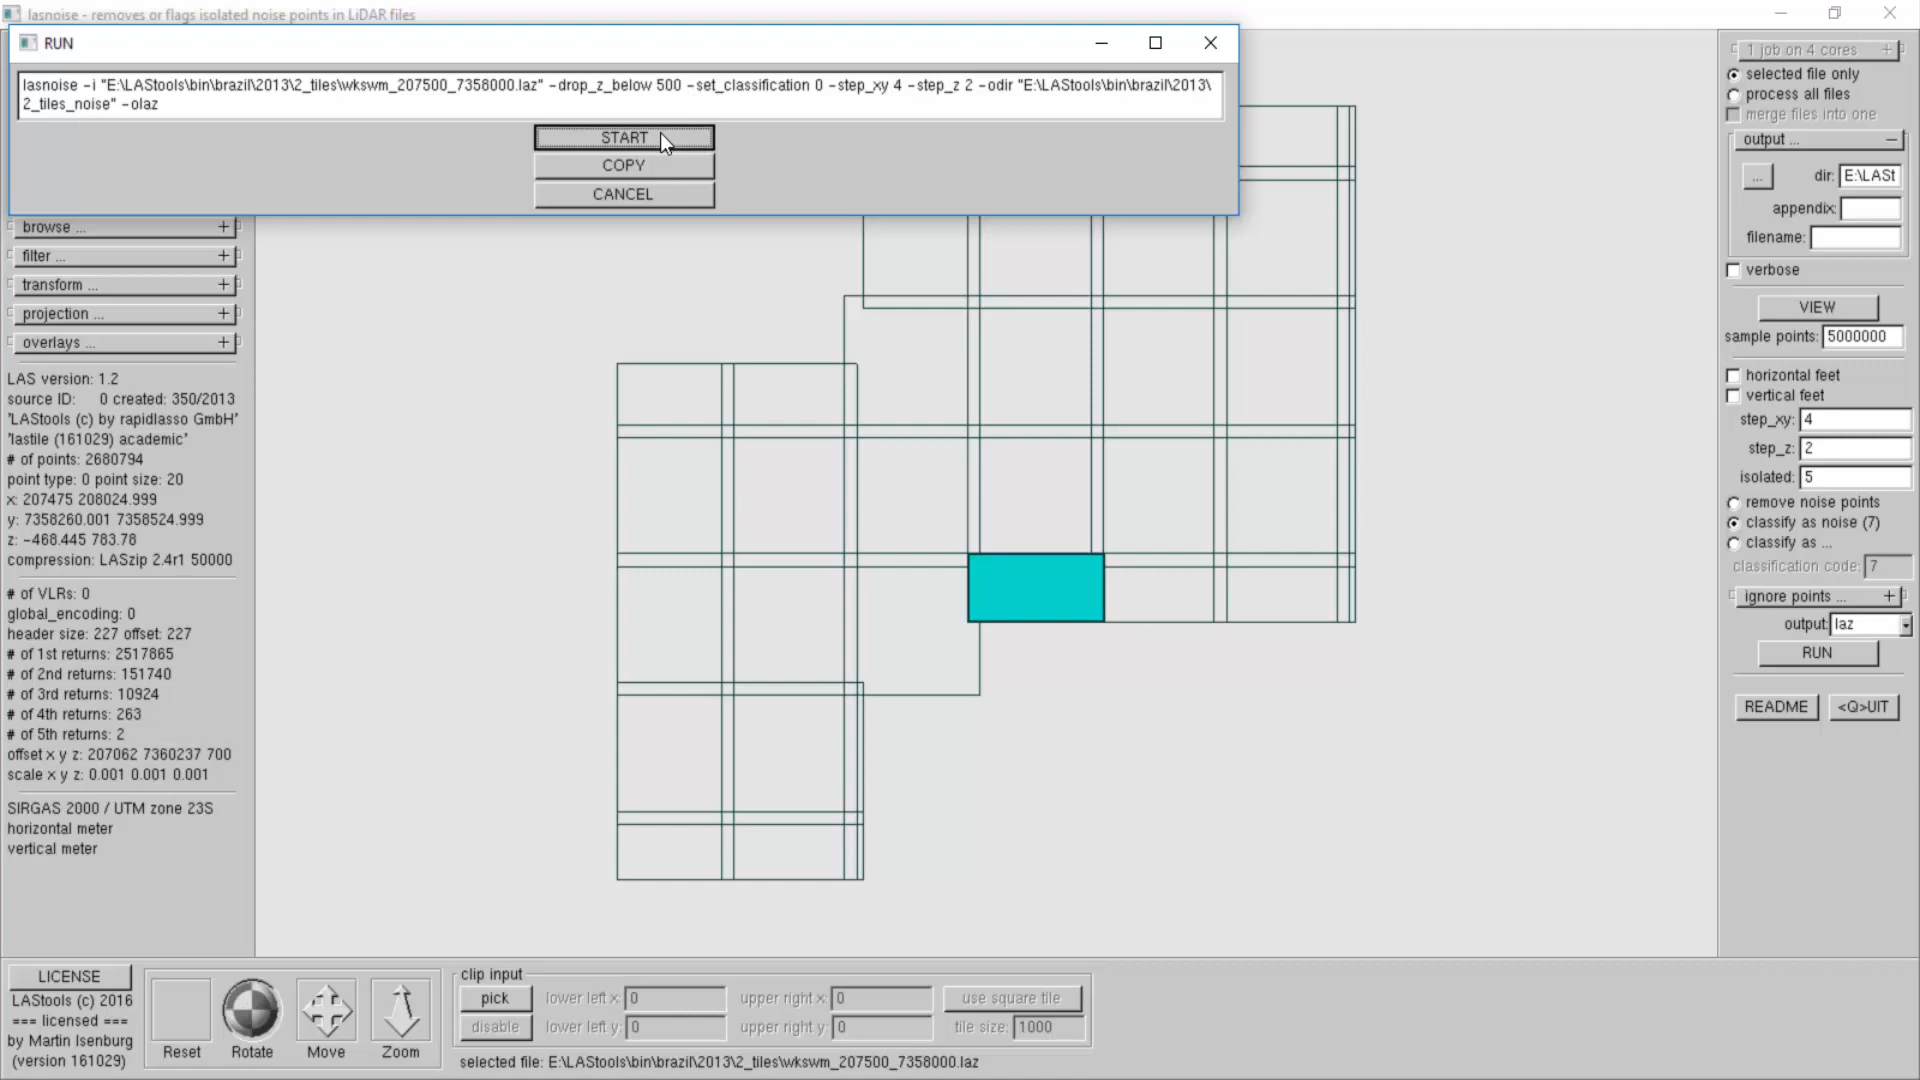 lasnoise - removes or flags isolated noise points in LiDAR files
RUN
lasnoise -i "E:\LAStools\bin\brazil\2013\2_tiles\wkswm_207500_7358000.laz" -drop_z_below 500 -set_classification 0 -step_xy 4 -step_z 2 -odir "E:\LAStools\bin\brazil\2013\
2_tiles_noise" -olaz
START
COPY
CANCEL
browse ... +
filter ... +
transform ... +
projection ... +
overlays ... +
LAS version: 1.2
source ID: 0 created: 350/2013
'LAStools (c) by rapidlasso GmbH'
'lastile (161029) academic'
# of points: 2680794
point type: 0 point size: 20
x: 207475 208024.999
y: 7358260.001 7358524.999
z: -468.445 783.78
compression: LASzip 2.4r1 50000
# of VLRs: 0
global_encoding: 0
header size: 227 offset: 227
# of 1st returns: 2517865
# of 2nd returns: 151740
# of 3rd returns: 10924
# of 4th returns: 263
# of 5th returns: 2
offset x y z: 207062 7360237 700
scale x y z: 0.001 0.001 0.001
SIRGAS 2000 / UTM zone 23S
horizontal meter
vertical meter
1 job on 4 cores +
selected file only
process all files
merge files into one
output ... -
... dir: E:\LASt
appendix:
filename:
verbose
VIEW
sample points: 5000000
horizontal feet
vertical feet
step_xy: 4
step_z: 2
isolated: 5
remove noise points
classify as noise (7)
classify as ...
classification code: 7
ignore points ... +
output: laz
RUN
README <Q>UIT
LICENSE
LAStools (c) 2016
=== licensed ===
by Martin Isenburg
(version 161029)
Reset Rotate Move Zoom
clip input
pick lower left x: 0 upper right x: 0 use square tile
disable lower left y: 0 upper right y: 0 tile size: 1000
selected file: E:\LAStools\bin\brazil\2013\2_tiles\wkswm_207500_7358000.laz